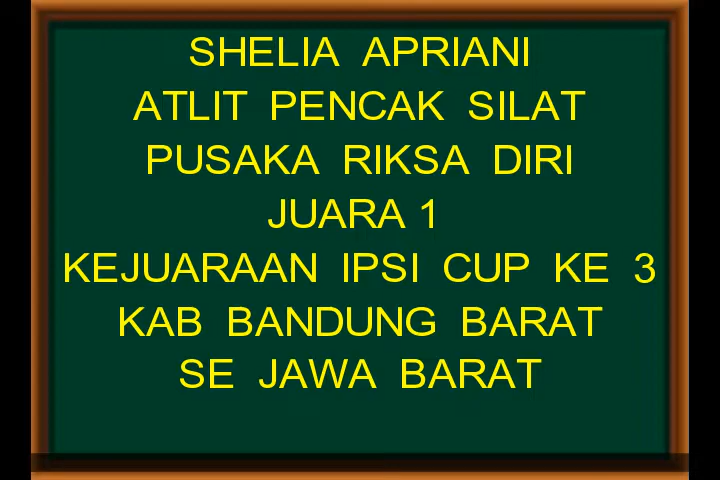 SHELIA APRIANI
ATLIT PENCAK SILAT
PUSAKA RIKSA DIRI
JUARA 1
KEJUARAAN IPSI CUP KE 3
KAB BANDUNG BARAT
SE JAWA BARAT